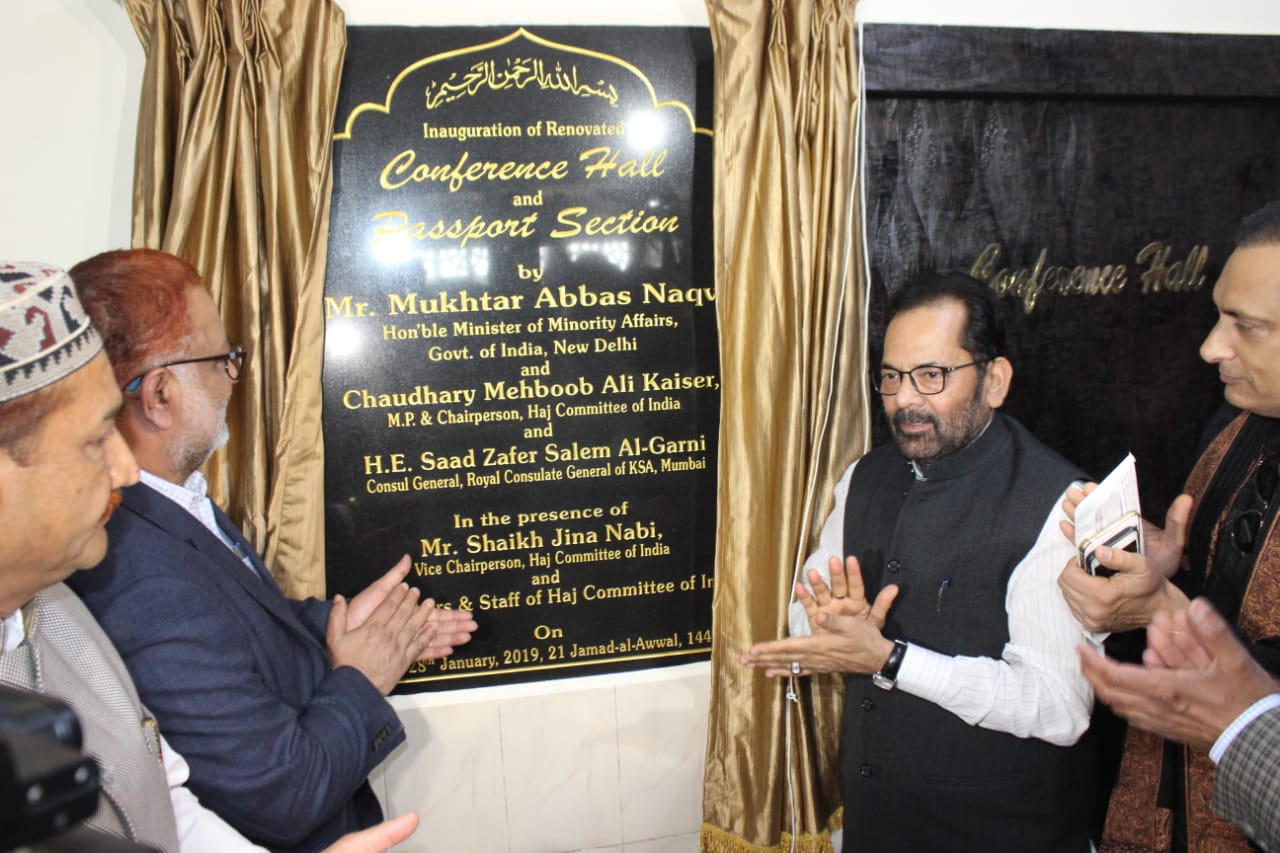 بسم الله الرحمن الرحيم
Inauguration of Renovated
Conference Hall
and
Passport Section
by
Mr. Mukhtar Abbas Naqv
Hon'ble Minister of Minority Affairs,
Govt. of India, New Delhi
and
Chaudhary Mehboob Ali Kaiser,
M.P. & Chairperson, Haj Committee of India
and
H.E. Saad Zafer Salem Al-Garni
Consul General, Royal Consulate General of KSA, Mumbai
In the presence of
Mr. Shaikh Jina Nabi,
Vice Chairperson, Haj Committee of India
and
rs & Staff of Haj Committee of In
On
28th January, 2019, 21 Jamad-al-Awwal, 144
Conference Hall